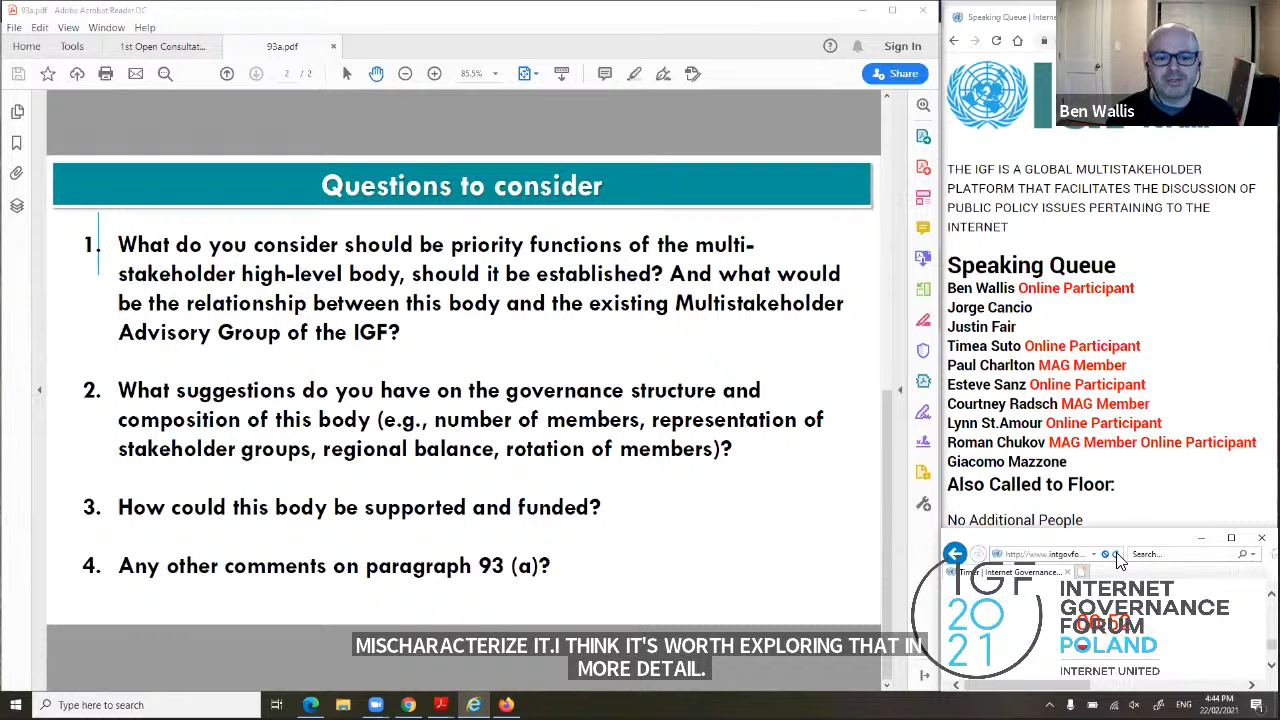 93a.pdf - Adobe Acrobat Reader DC
File Edit View Window Help
Home Tools 1st Open Consultat... 93a.pdf × Sign In
2 / 2 85.5% Share
Questions to consider
1. What do you consider should be priority functions of the multi-
stakeholder high-level body, should it be established? And what would
be the relationship between this body and the existing Multistakeholder
Advisory Group of the IGF?
2. What suggestions do you have on the governance structure and
composition of this body (e.g., number of members, representation of
stakeholder groups, regional balance, rotation of members)?
3. How could this body be supported and funded?
4. Any other comments on paragraph 93 (a)?
MISCHARACTERIZE IT.I THINK IT'S WORTH EXPLORING THAT IN
MORE DETAIL.
Speaking Queue | Interne
Ben Wallis
THE IGF IS A GLOBAL MULTISTAKEHOLDER
PLATFORM THAT FACILITATES THE DISCUSSION OF
PUBLIC POLICY ISSUES PERTAINING TO THE
INTERNET
Speaking Queue
Ben Wallis Online Participant
Jorge Cancio
Justin Fair
Timea Suto Online Participant
Paul Charlton MAG Member
Esteve Sanz Online Participant
Courtney Radsch MAG Member
Lynn St.Amour Online Participant
Roman Chukov MAG Member Online Participant
Giacomo Mazzone
Also Called to Floor:
No Additional People
http://www.intgovfo... Search...
Timer | Internet Governance...
IGF
2021
INTERNET
GOVERNANCE
FORUM
POLAND
INTERNET UNITED
Type here to search
ENG
4:44 PM
22/02/2021